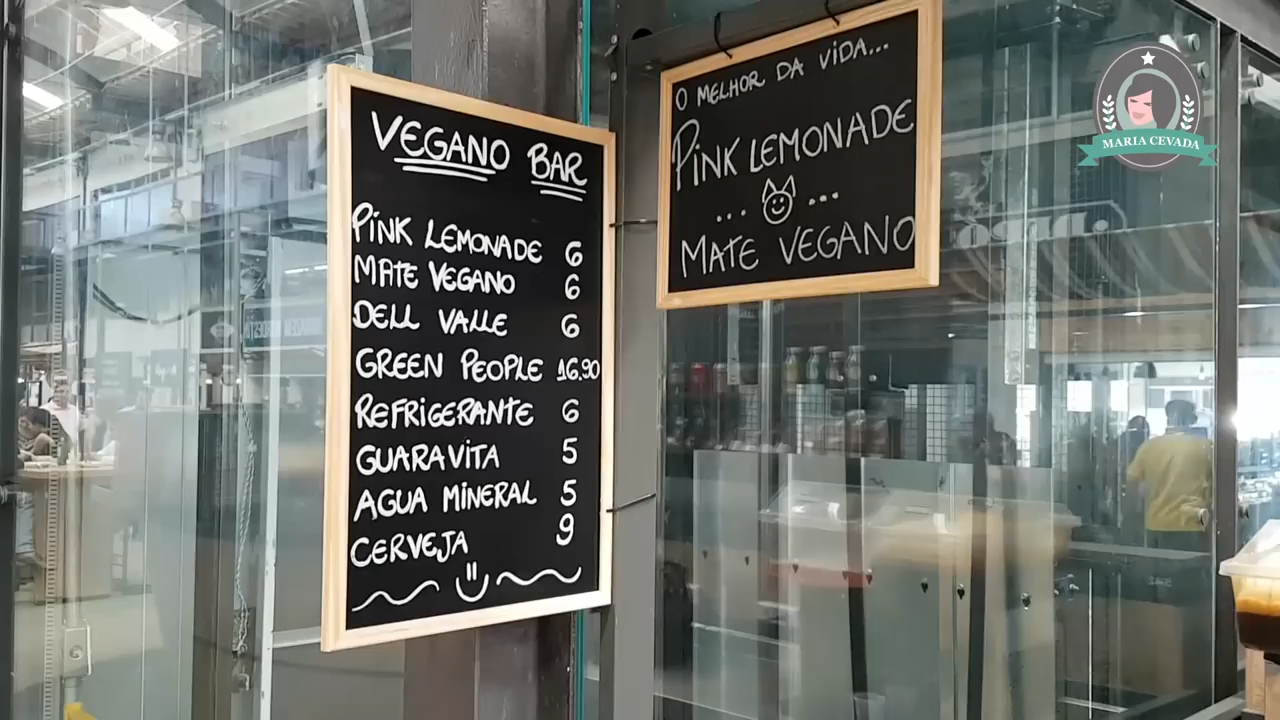 VEGANO BAR
PINK LEMONADE 6
MATE VEGANO 6
DELL VALLE 6
GREEN PEOPLE 16.90
REFRIGERANTE 6
GUARAVITA 5
AGUA MINERAL 5
CERVEJA 9
O MELHOR DA VIDA...
PINK LEMONADE
... ...
MATE VEGANO
MARIA CEVADA